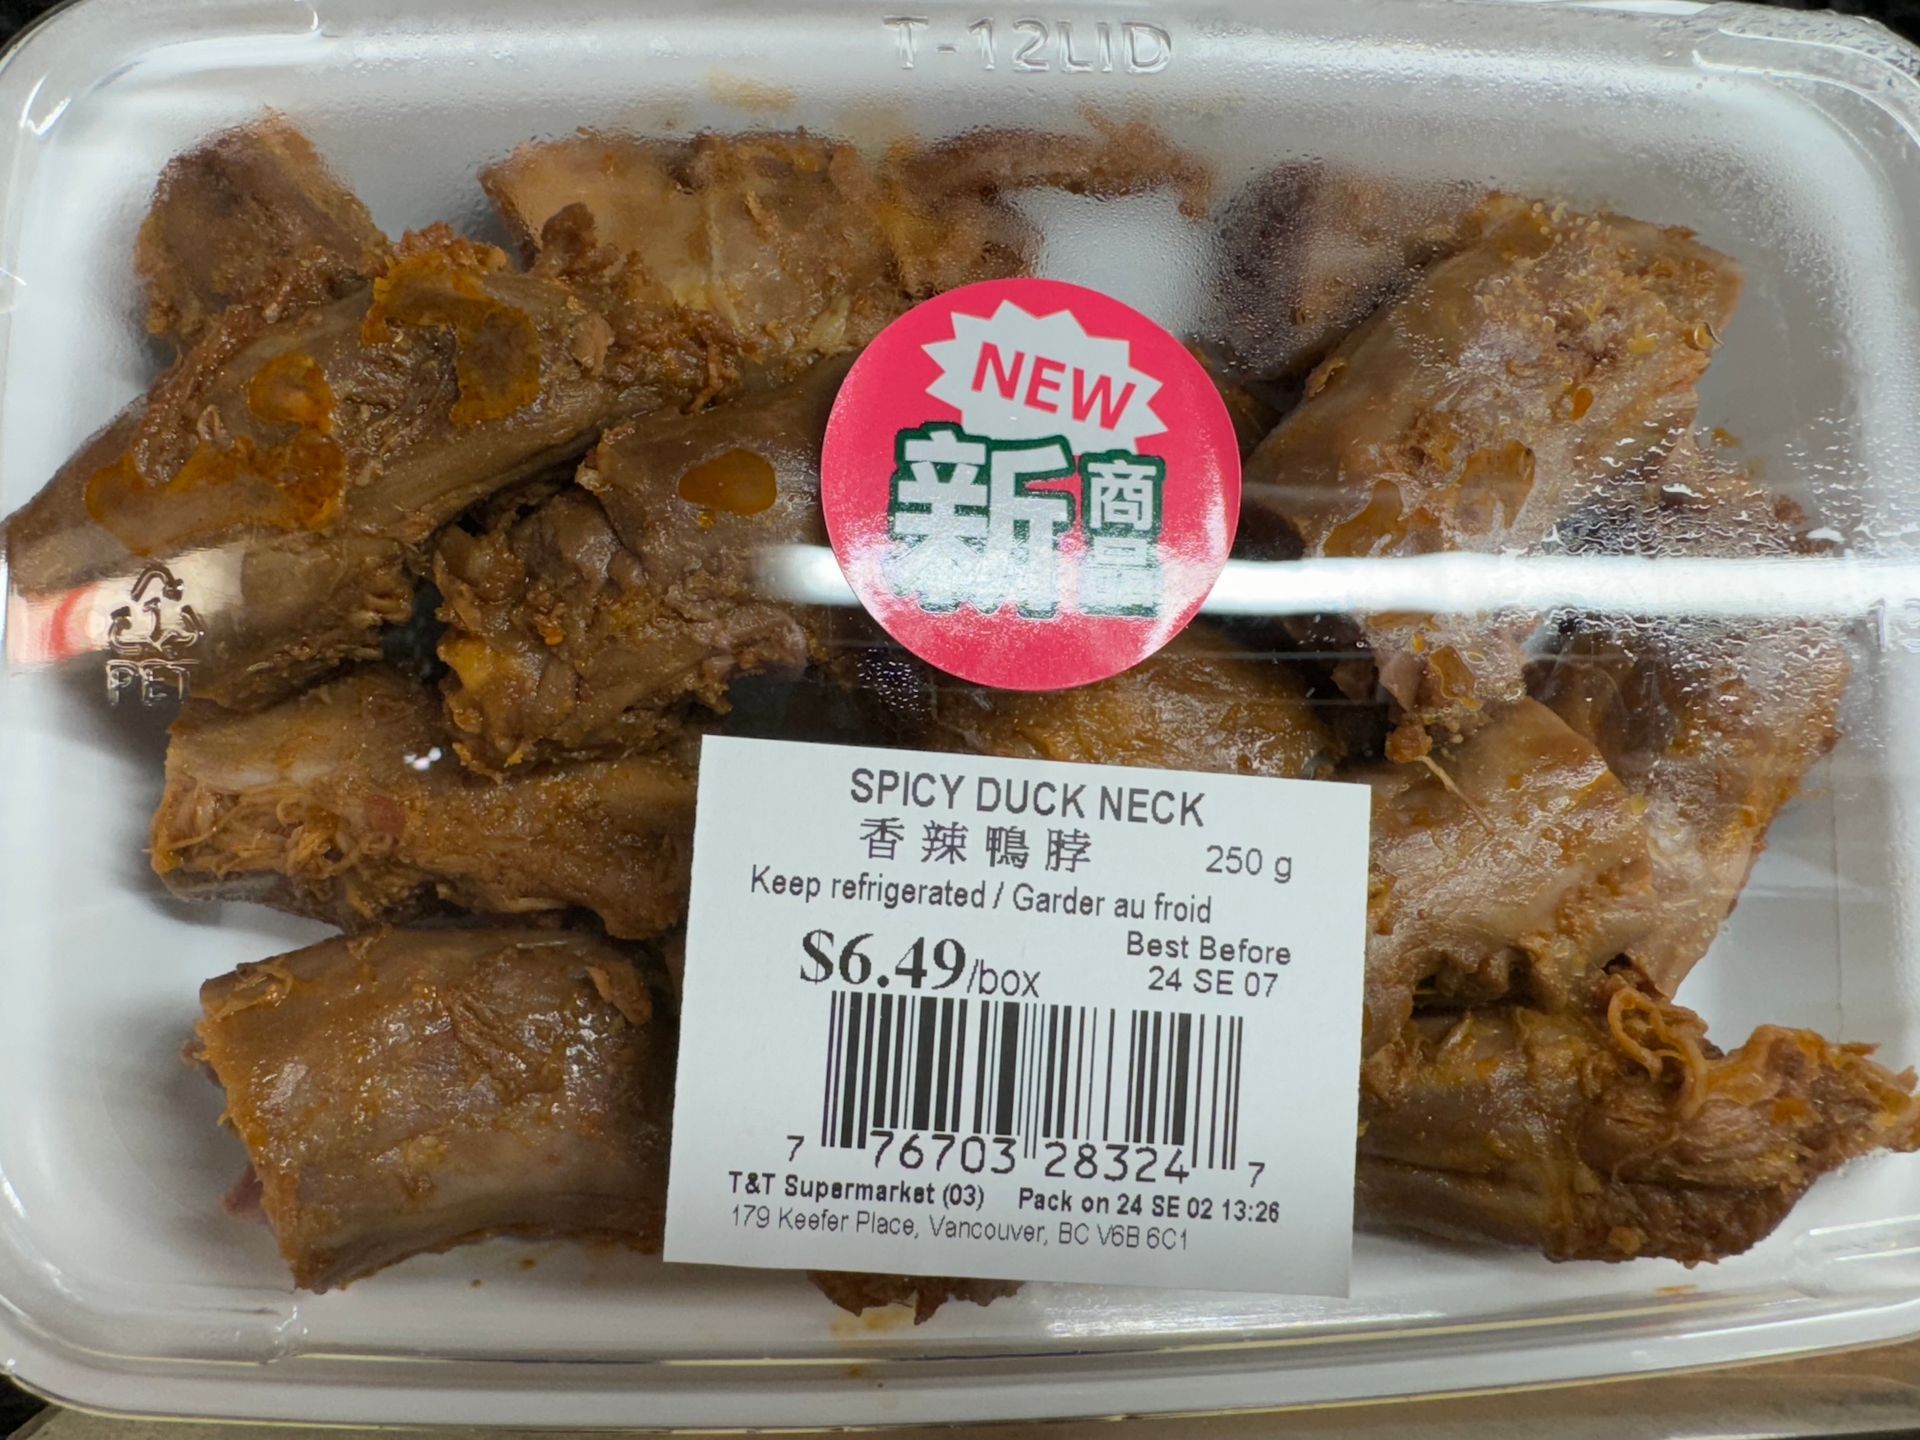 T-12LID
NEW
新商品
1
PET
SPICY DUCK NECK
香辣鴨脖 250 g
Keep refrigerated / Garder au froid
$6.49/box Best Before
24 SE 07
7 76703 28324 7
T&T Supermarket (03) Pack on 24 SE 02 13:26
179 Keefer Place, Vancouver, BC V6B 6C1